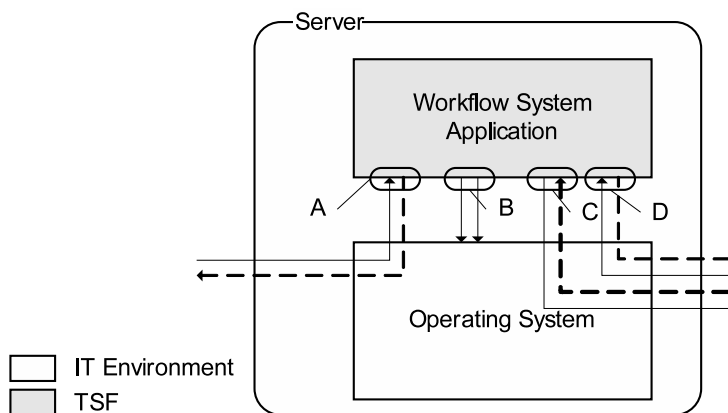 Server
Workflow System
Application
A
B
C
D
Operating System
IT Environment
TSF